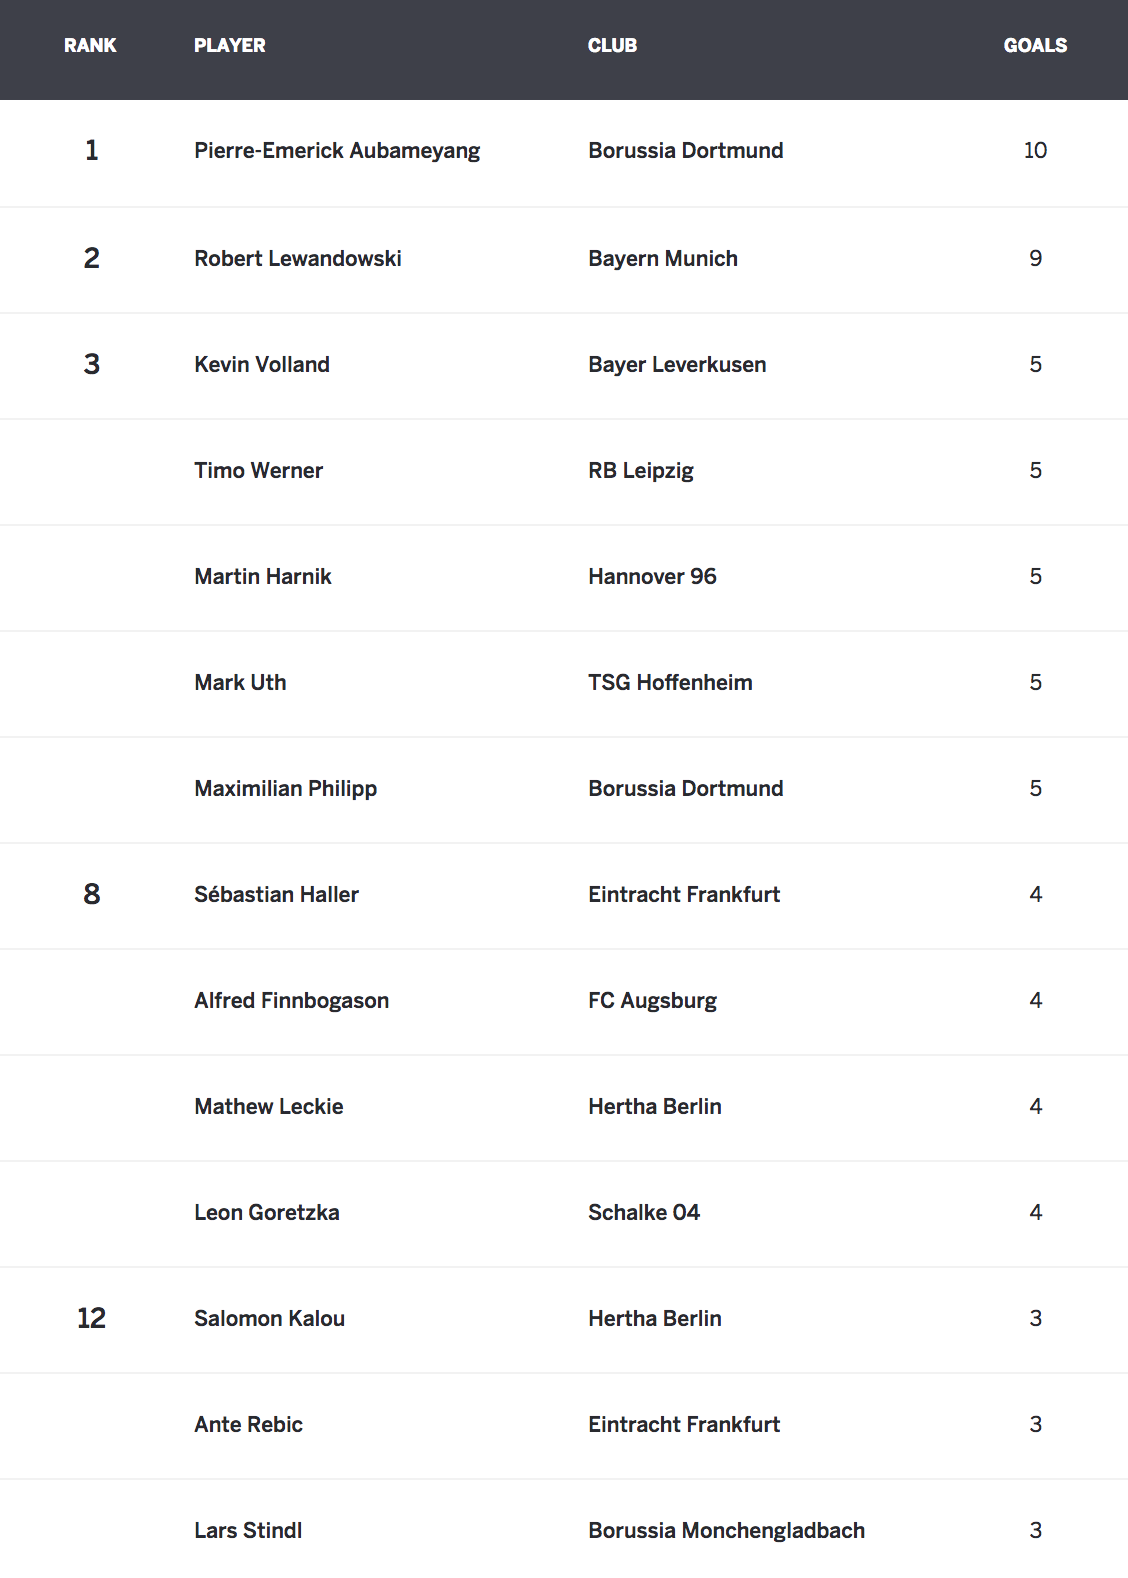 RANK PLAYER CLUB GOALS
1 Pierre-Emerick Aubameyang Borussia Dortmund 10
2 Robert Lewandowski Bayern Munich 9
3 Kevin Volland Bayer Leverkusen 5
Timo Werner RB Leipzig 5
Martin Harnik Hannover 96 5
Mark Uth TSG Hoffenheim 5
Maximilian Philipp Borussia Dortmund 5
8 Sébastian Haller Eintracht Frankfurt 4
Alfred Finnbogason FC Augsburg 4
Mathew Leckie Hertha Berlin 4
Leon Goretzka Schalke 04 4
12 Salomon Kalou Hertha Berlin 3
Ante Rebic Eintracht Frankfurt 3
Lars Stindl Borussia Monchengladbach 3